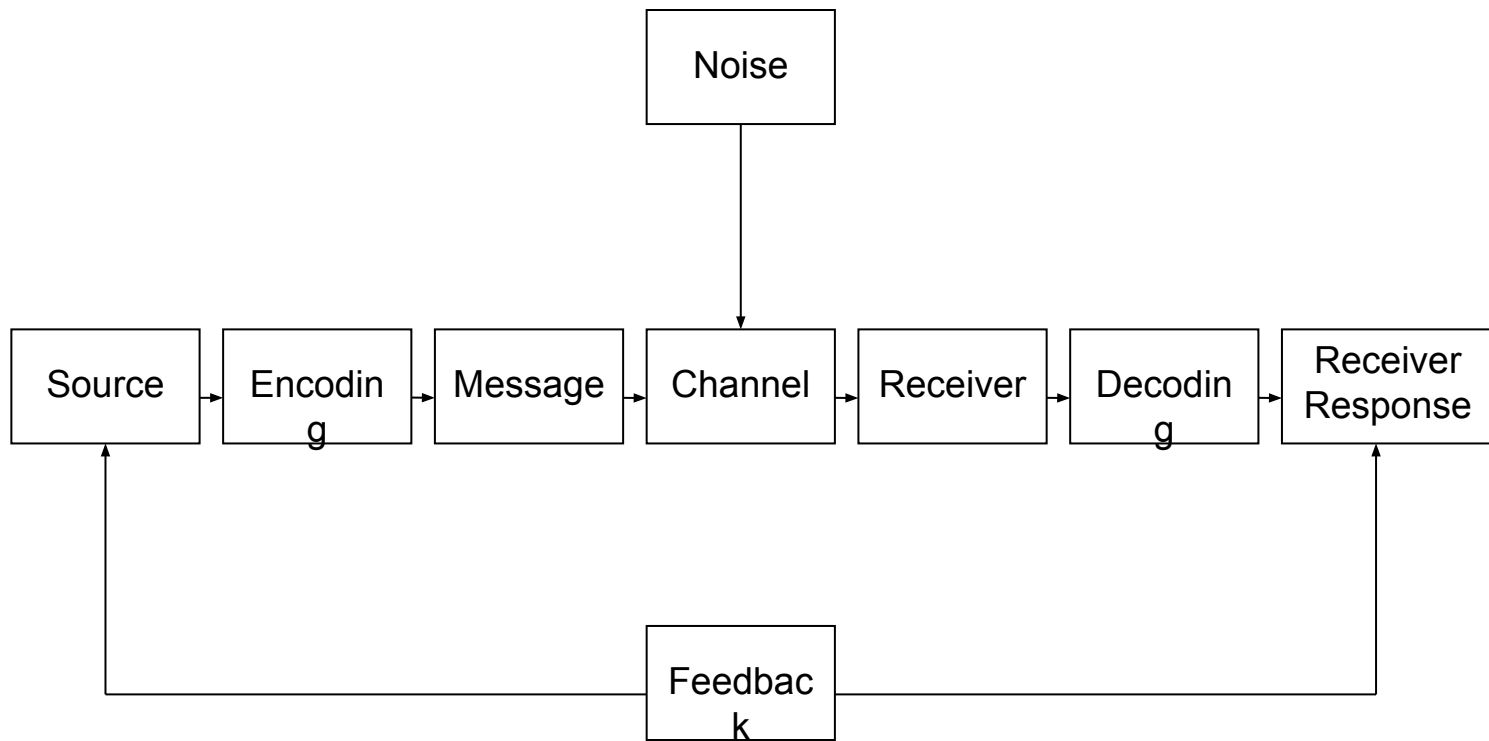 Noise
Source
Encodin
g
Message
Channel
Receiver
Decodin
g
Receiver
Response
Feedbac
k